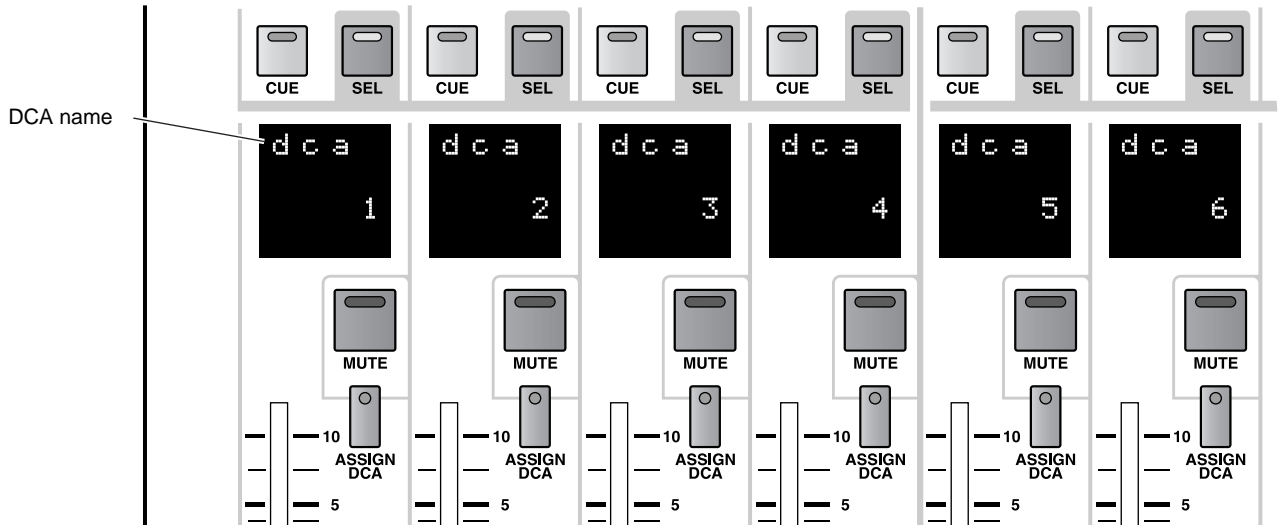 CUE SEL CUE SEL CUE SEL CUE SEL CUE SEL CUE SEL
DCA name
dca dca dca dca dca dca
1 2 3 4 5 6
MUTE MUTE MUTE MUTE MUTE MUTE
10 10 10 10 10 10
ASSIGN ASSIGN ASSIGN ASSIGN ASSIGN ASSIGN
DCA DCA DCA DCA DCA DCA
5 5 5 5 5 5